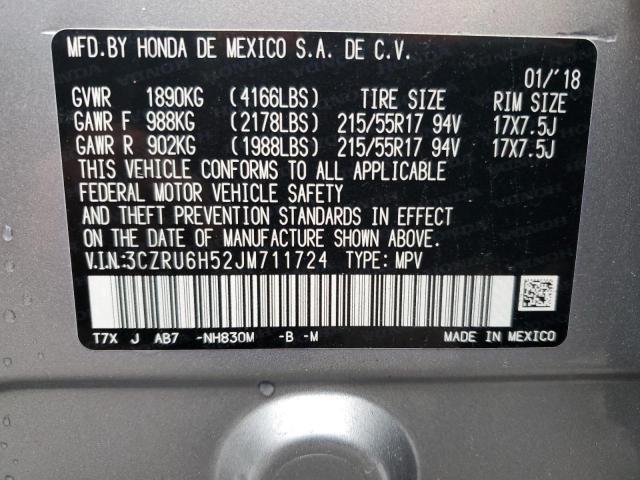 MFD.BY HONDA DE MEXICO S.A. DE C.V.
01/'18
GVWR 1890KG (4166LBS) TIRE SIZE RIM SIZE
GAWR F 988KG (2178LBS) 215/55R17 94V 17X7.5J
GAWR R 902KG (1988LBS) 215/55R17 94V 17X7.5J
THIS VEHICLE CONFORMS TO ALL APPLICABLE
FEDERAL MOTOR VEHICLE SAFETY
AND THEFT PREVENTION STANDARDS IN EFFECT
ON THE DATE OF MANUFACTURE SHOWN ABOVE.
V.I.N.:3CZRU6H52JM711724 TYPE: MPV
T7X J AB7 -NH830M -B -M MADE IN MEXICO